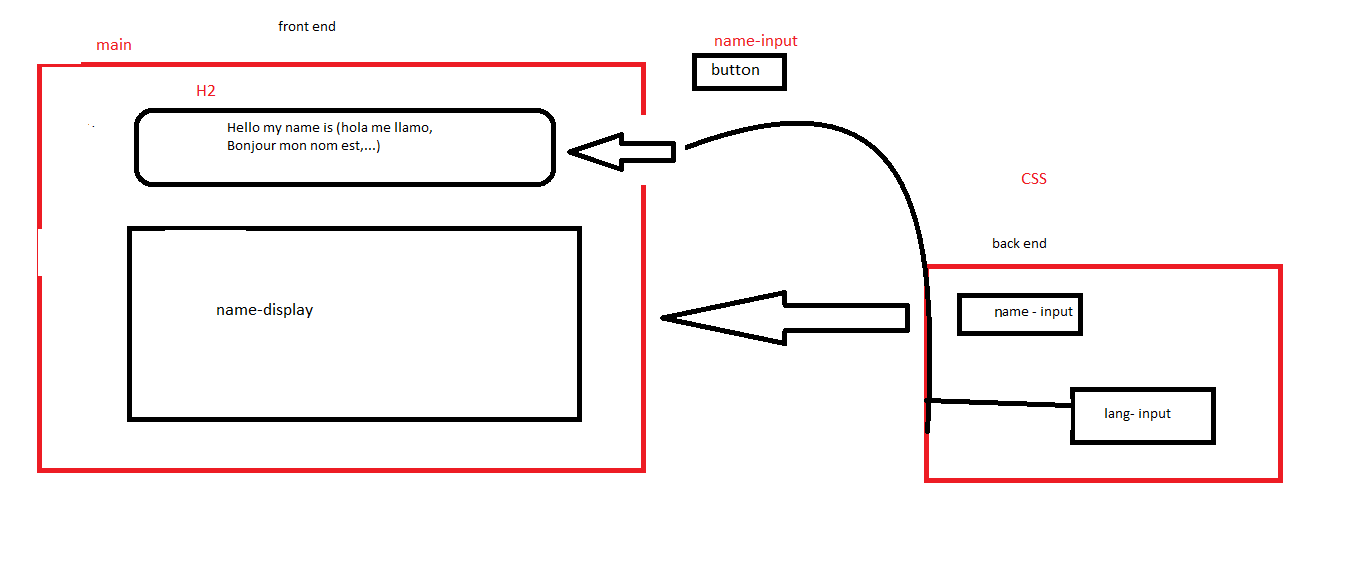 front end
main
name-input
button
H2
Hello my name is (hola me llamo,
Bonjour mon nom est,...)
CSS
back end
name-display
name - input
lang- input